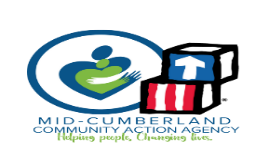 MID-CUMBERLAND
COMMUNITY ACTION AGENCY
Helping people. Changing lives.